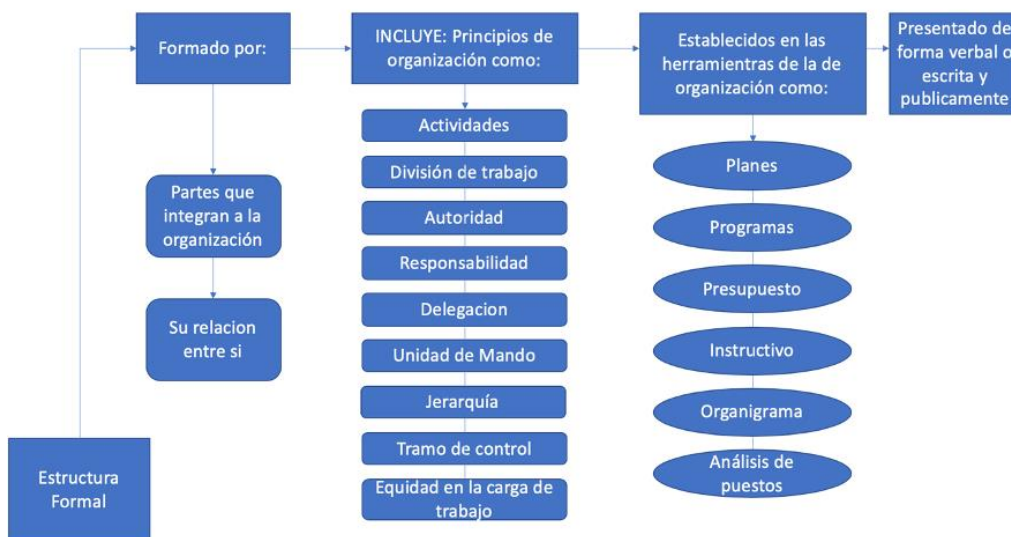 Formado por:
INCLUYE: Principios de
organización como:
Establecidos en las
herramientras de la de
organización como:
Presentado de
forma verbal o
escrita y
publicamente
Partes que
integran a la
organización
Su relacion
entre si
Actividades
División de trabajo
Autoridad
Responsabilidad
Delegacion
Unidad de Mando
Jerarquía
Tramo de control
Equidad en la carga de
trabajo
Planes
Programas
Presupuesto
Instructivo
Organigrama
Análisis de
puestos
Estructura
Formal